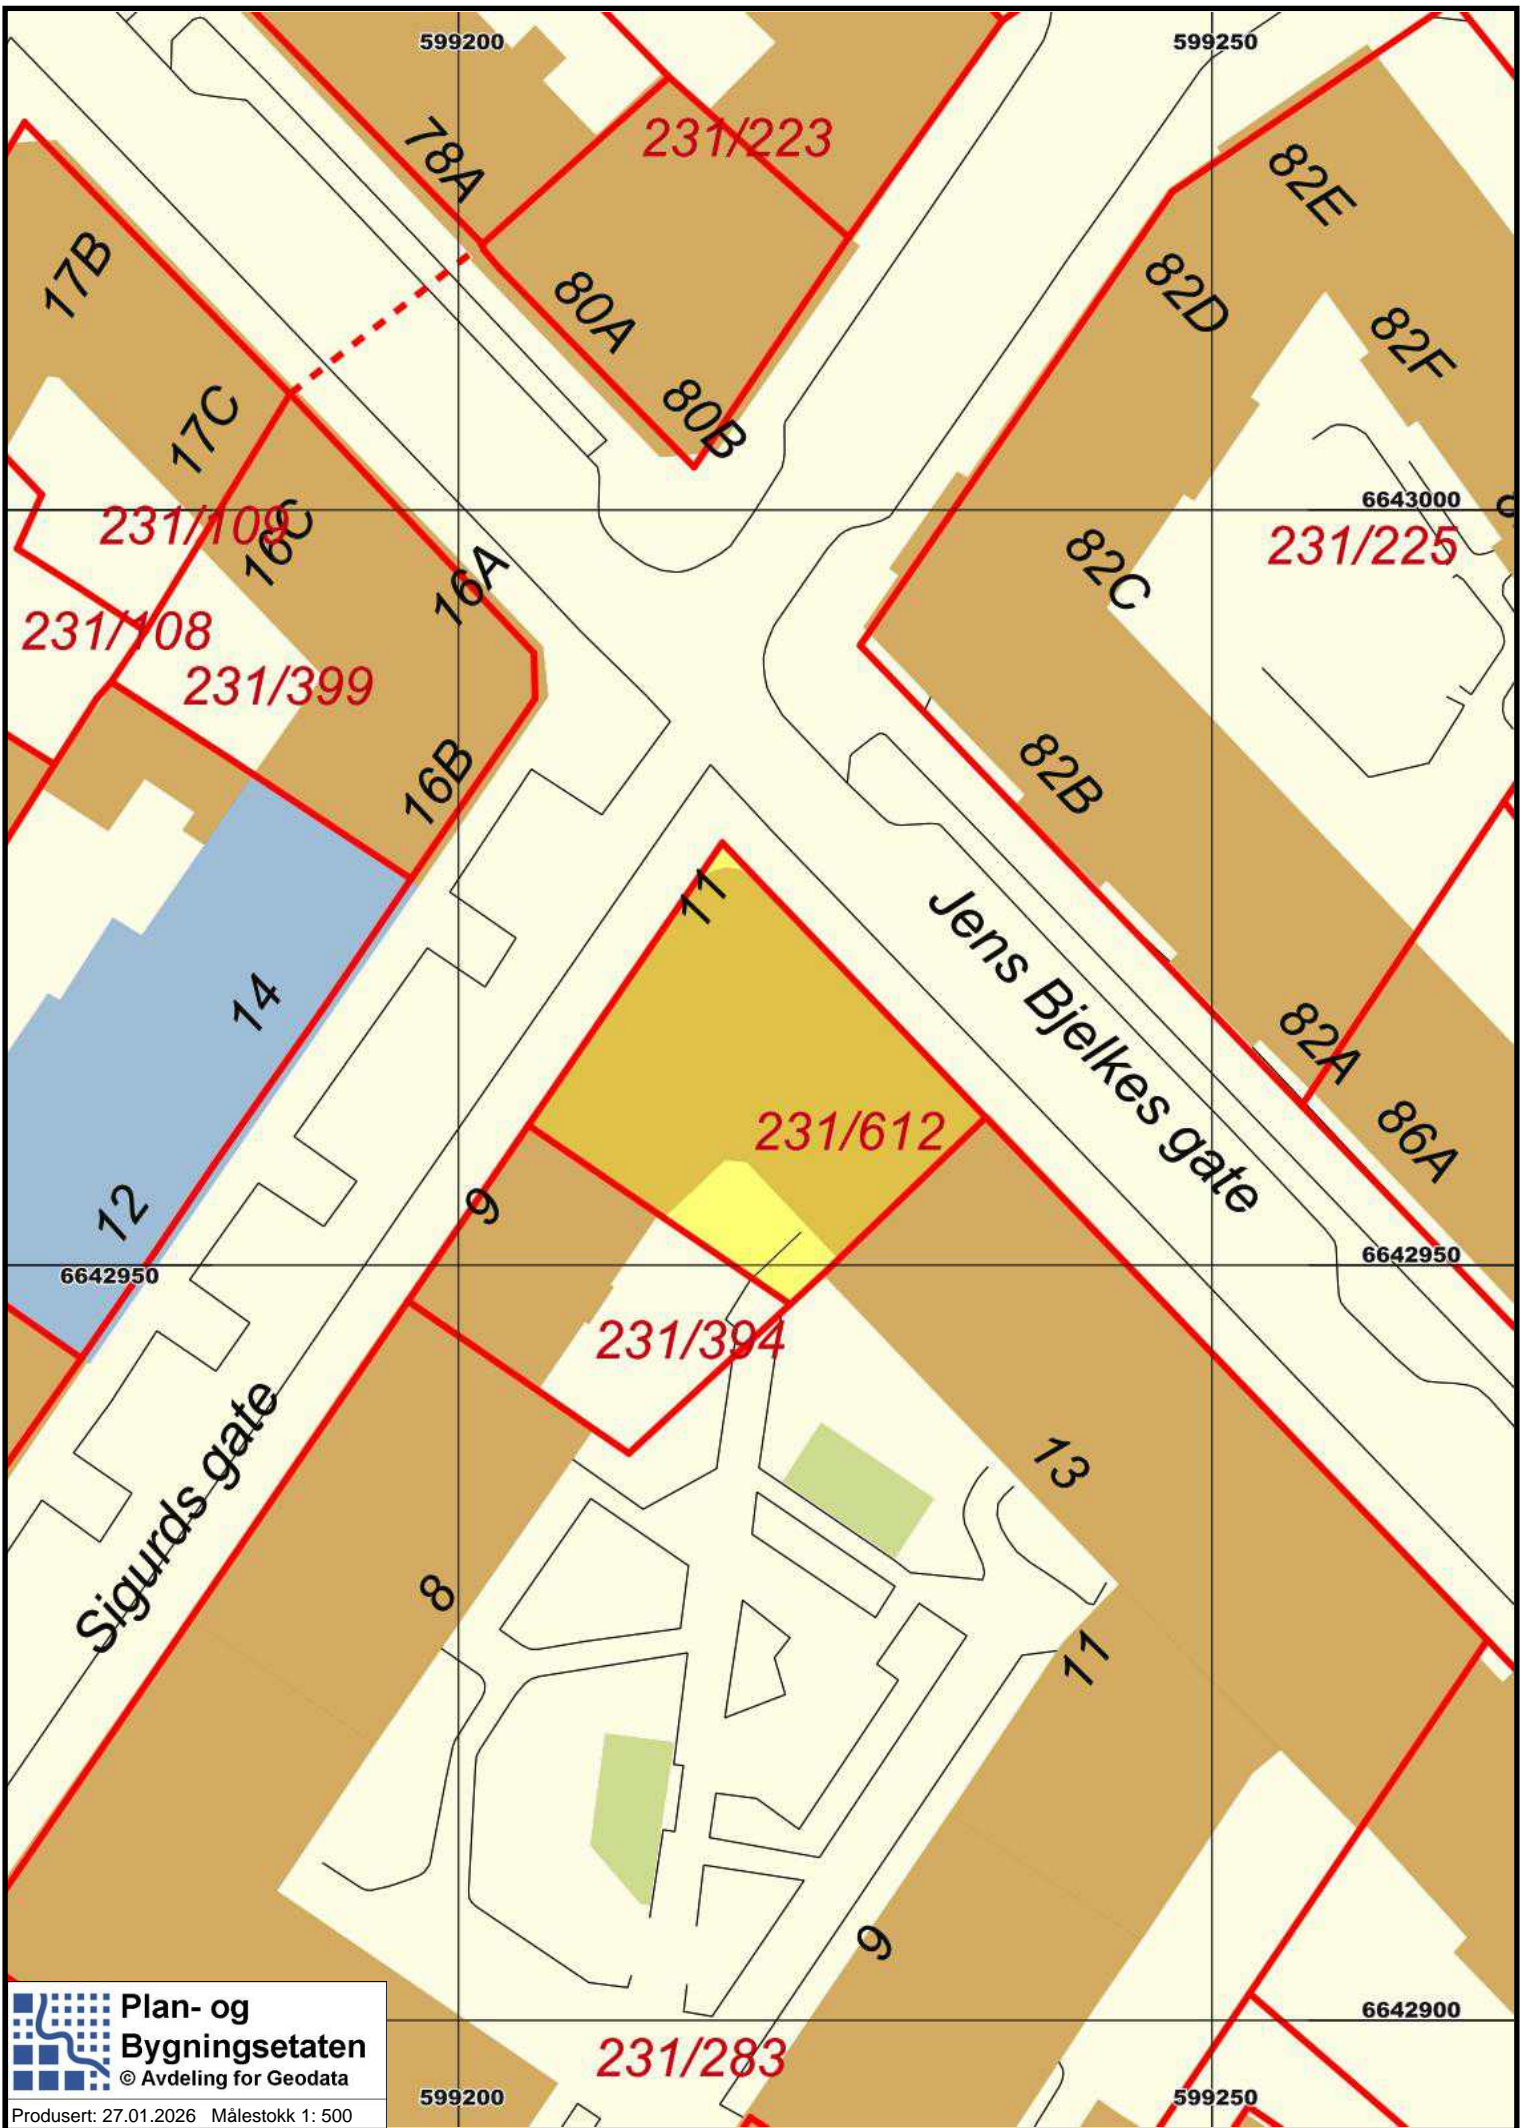 599200
599250
78A
231/223
82E
17B
80A
82D
82F
17C
80B
6643000
231/109
16C
231/225
82C
16A
231/108
231/399
16B
82B
11
Jens Bjelkes gate
14
82A
231/612
86A
12
9
6642950
6642950
231/394
Sigurds gate
13
8
11
9
Plan- og
Bygningsetaten
© Avdeling for Geodata
6642900
231/283
599200
599250
Produsert: 27.01.2026 Målestokk 1: 500